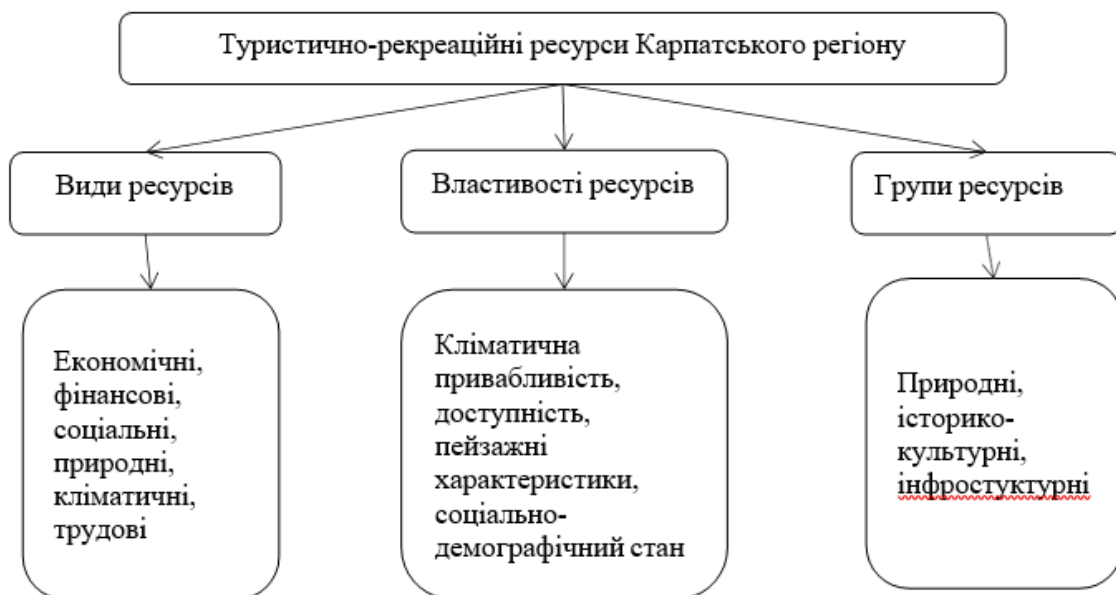 Туристично-рекреаційні ресурси Карпатського регіону
Види ресурсів
Властивості ресурсів
Групи ресурсів
Економічні,
фінансові,
соціальні,
природні,
кліматичні,
трудові
Кліматична
привабливість,
доступність,
пейзажні
характеристики,
соціально-
демографічний стан
Природні,
історико-
культурні,
інфростуктурні